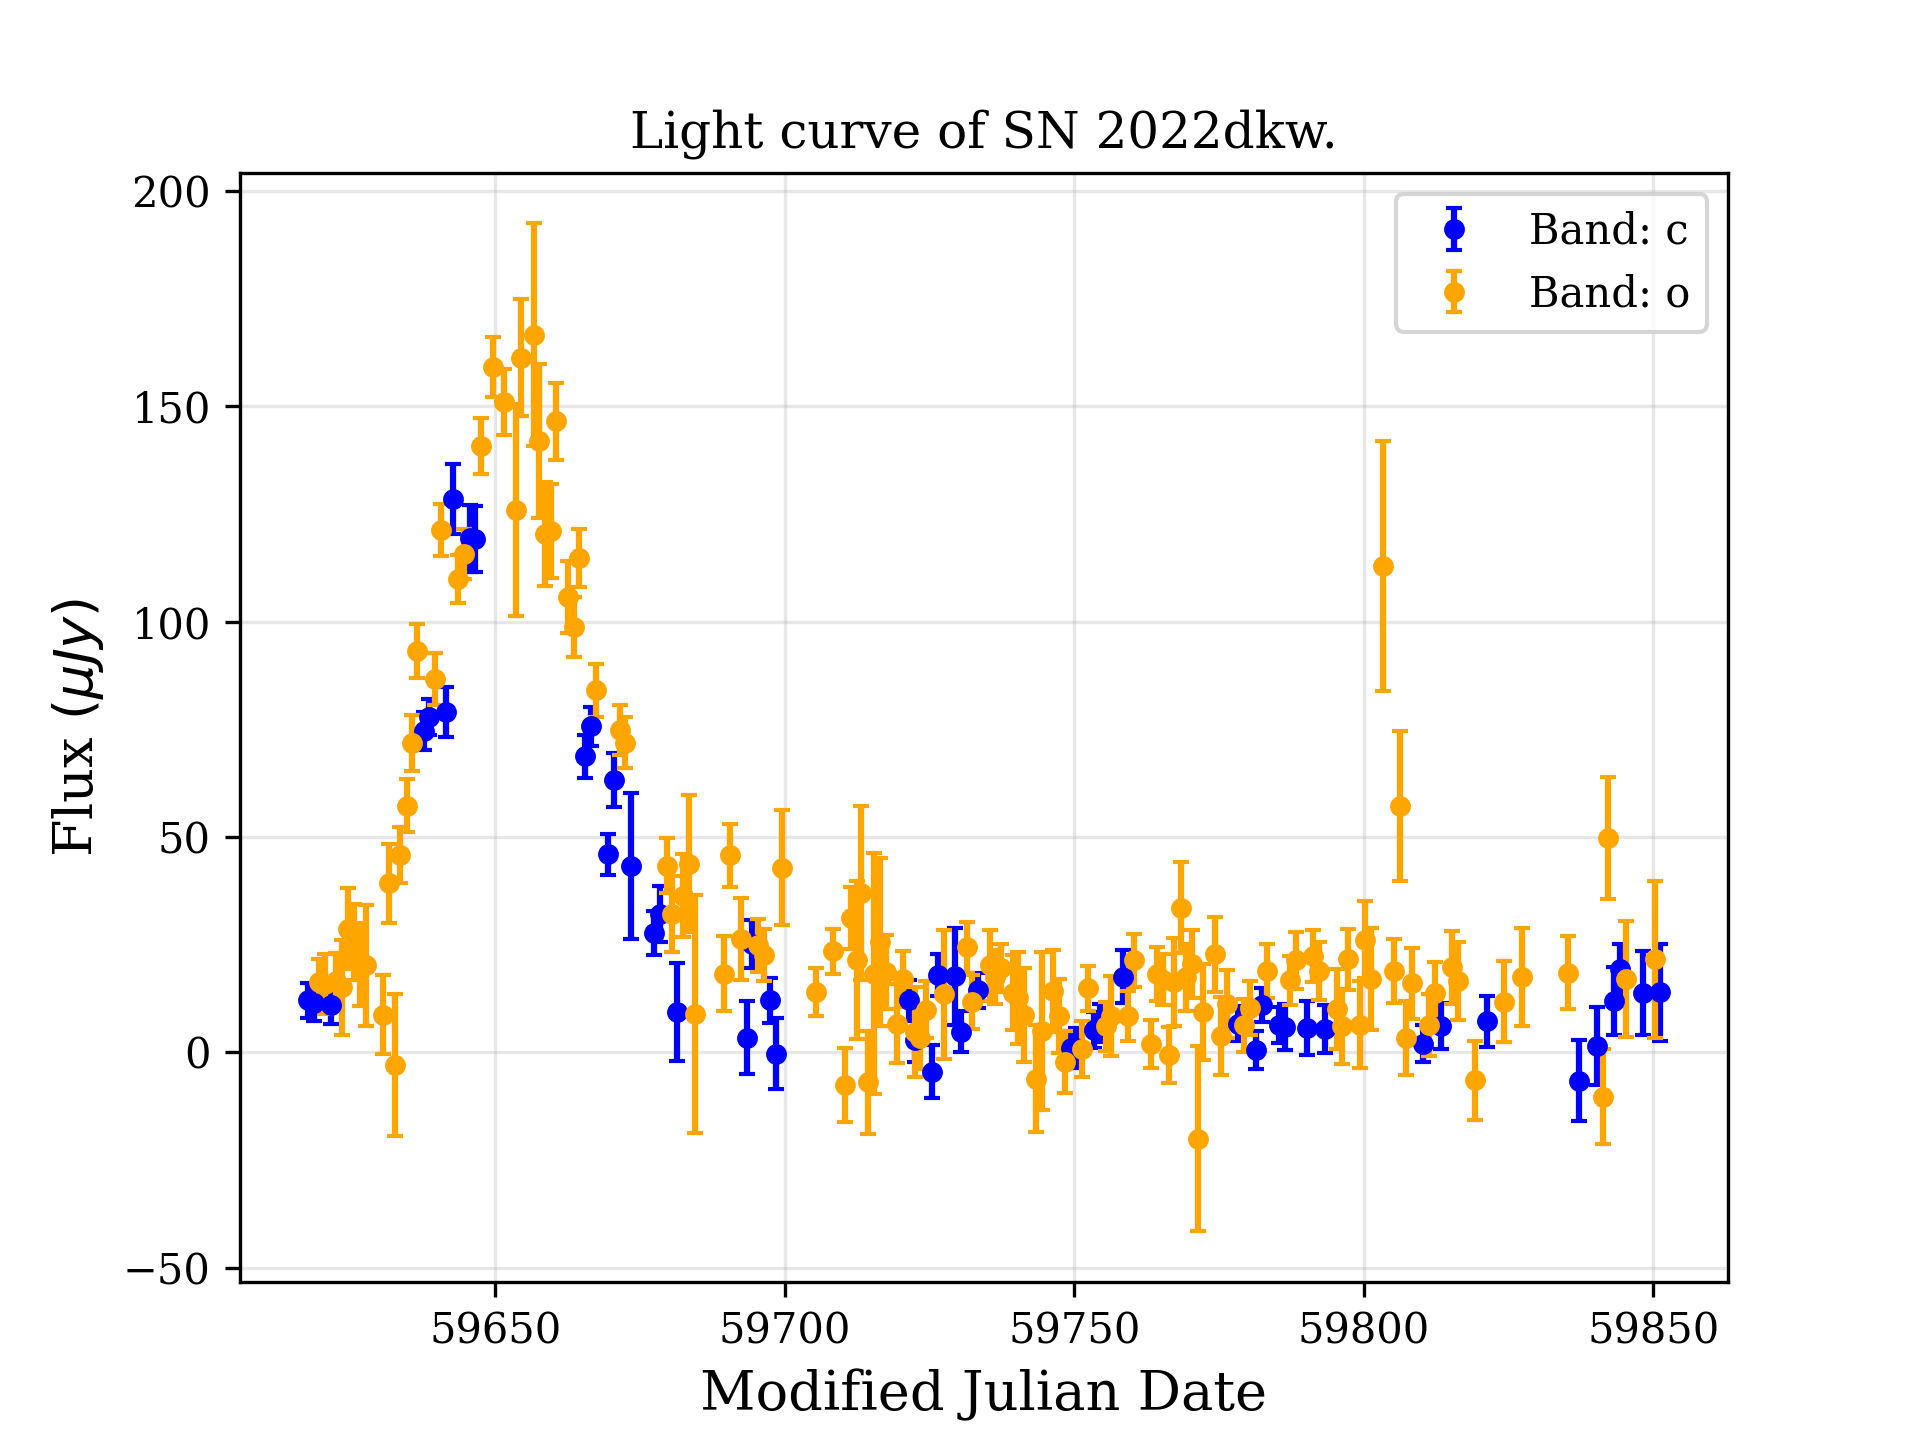 Light curve of SN 2022dkw.
Band: c
Band: o
200
150
100
50
0
−50
Flux (μJy)
59650 59700 59750 59800 59850
Modified Julian Date